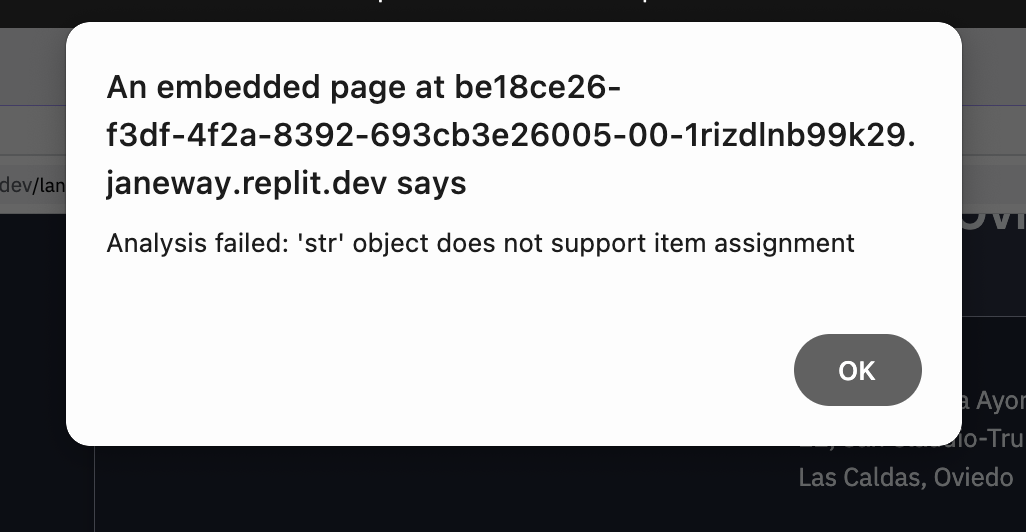 An embedded page at be18ce26-
f3df-4f2a-8392-693cb3e26005-00-1rizdlnb99k29.
janeway.replit.dev says
dev/lan
Analysis failed: 'str' object does not support item assignment
OK
a Ayor
io-Tru
Las Caldas, Oviedo